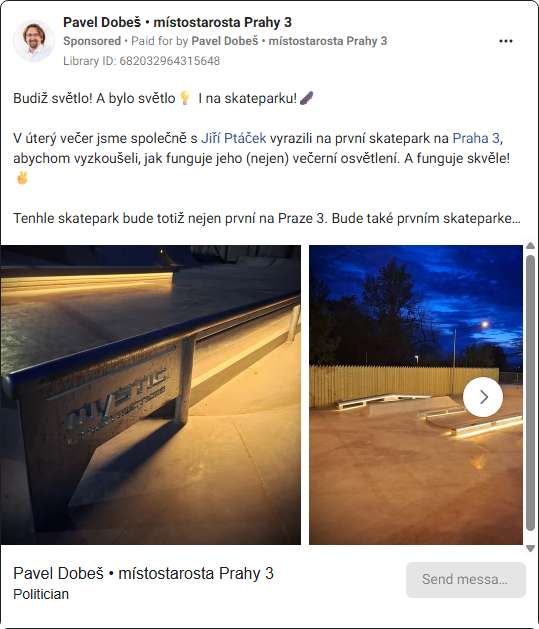 Pavel Dobeš • místostarosta Prahy 3
Sponsored • Paid for by Pavel Dobeš • místostarosta Prahy 3
Library ID: 682032964315648
Budiž světlo! A bylo světlo💡 I na skateparku!🛹
V úterý večer jsme společně s Jiří Ptáček vyrazili na první skatepark na Praha 3,
abychom vyzkoušeli, jak funguje jeho (nejen) večerní osvětlení. A funguje skvěle!
✌️
Tenhle skatepark bude totiž nejen první na Praze 3. Bude také prvním skateparke…
MYSTIC
Pavel Dobeš • místostarosta Prahy 3
Politician
Send messa…